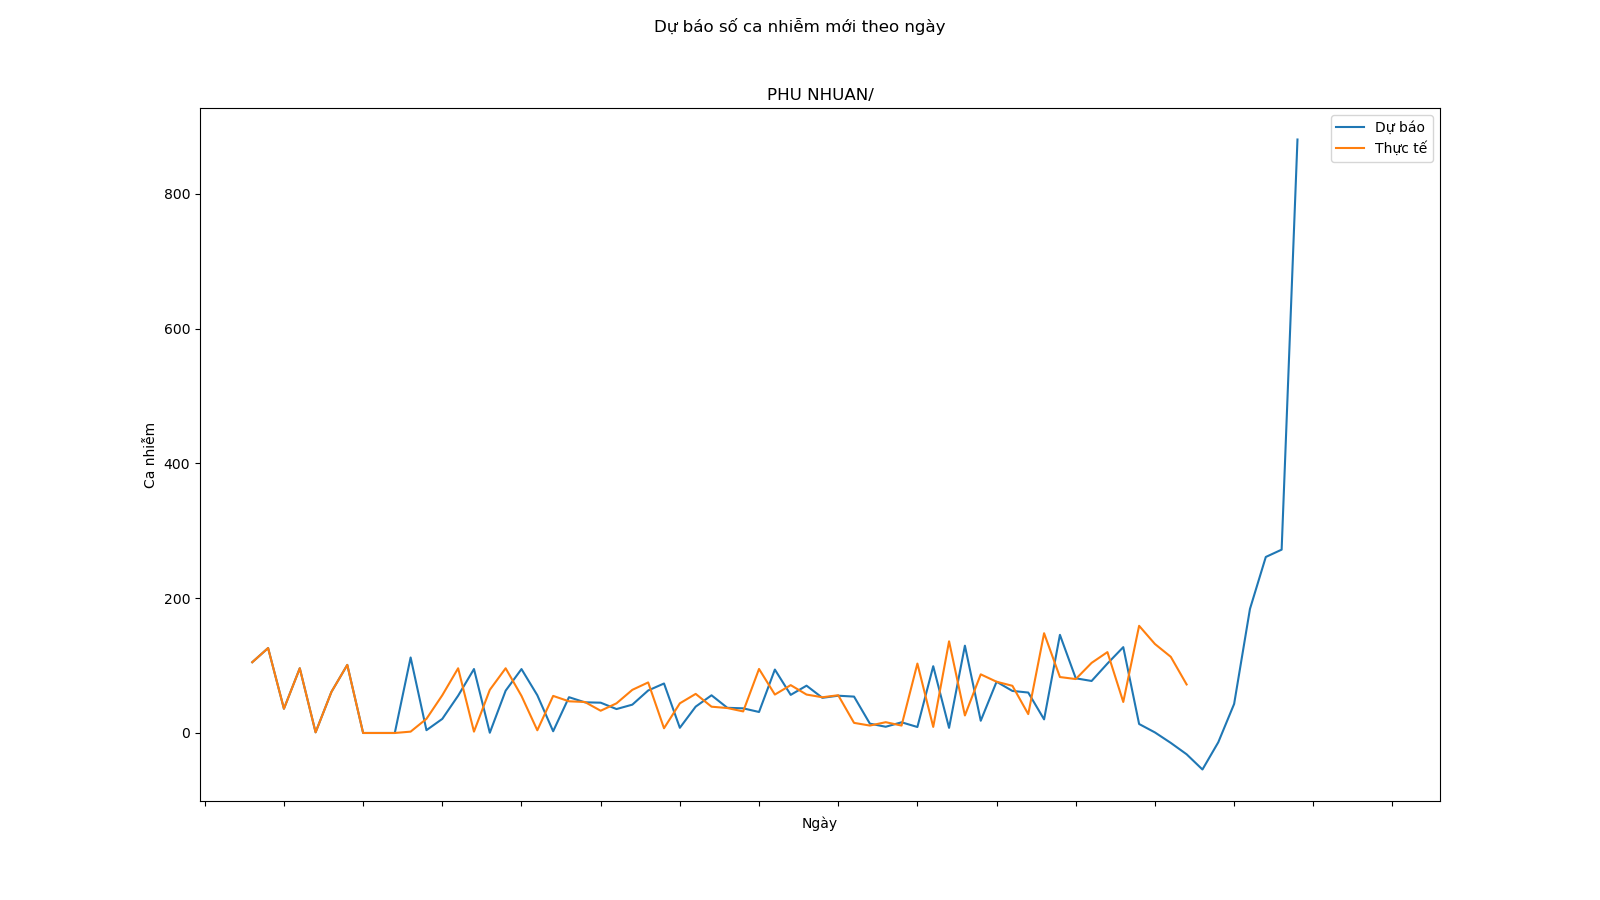 Dự báo số ca nhiễm mới theo ngày
PHU NHUAN/
Dự báo
Thực tế
800
600
400
200
0
Ca nhiễm
Ngày